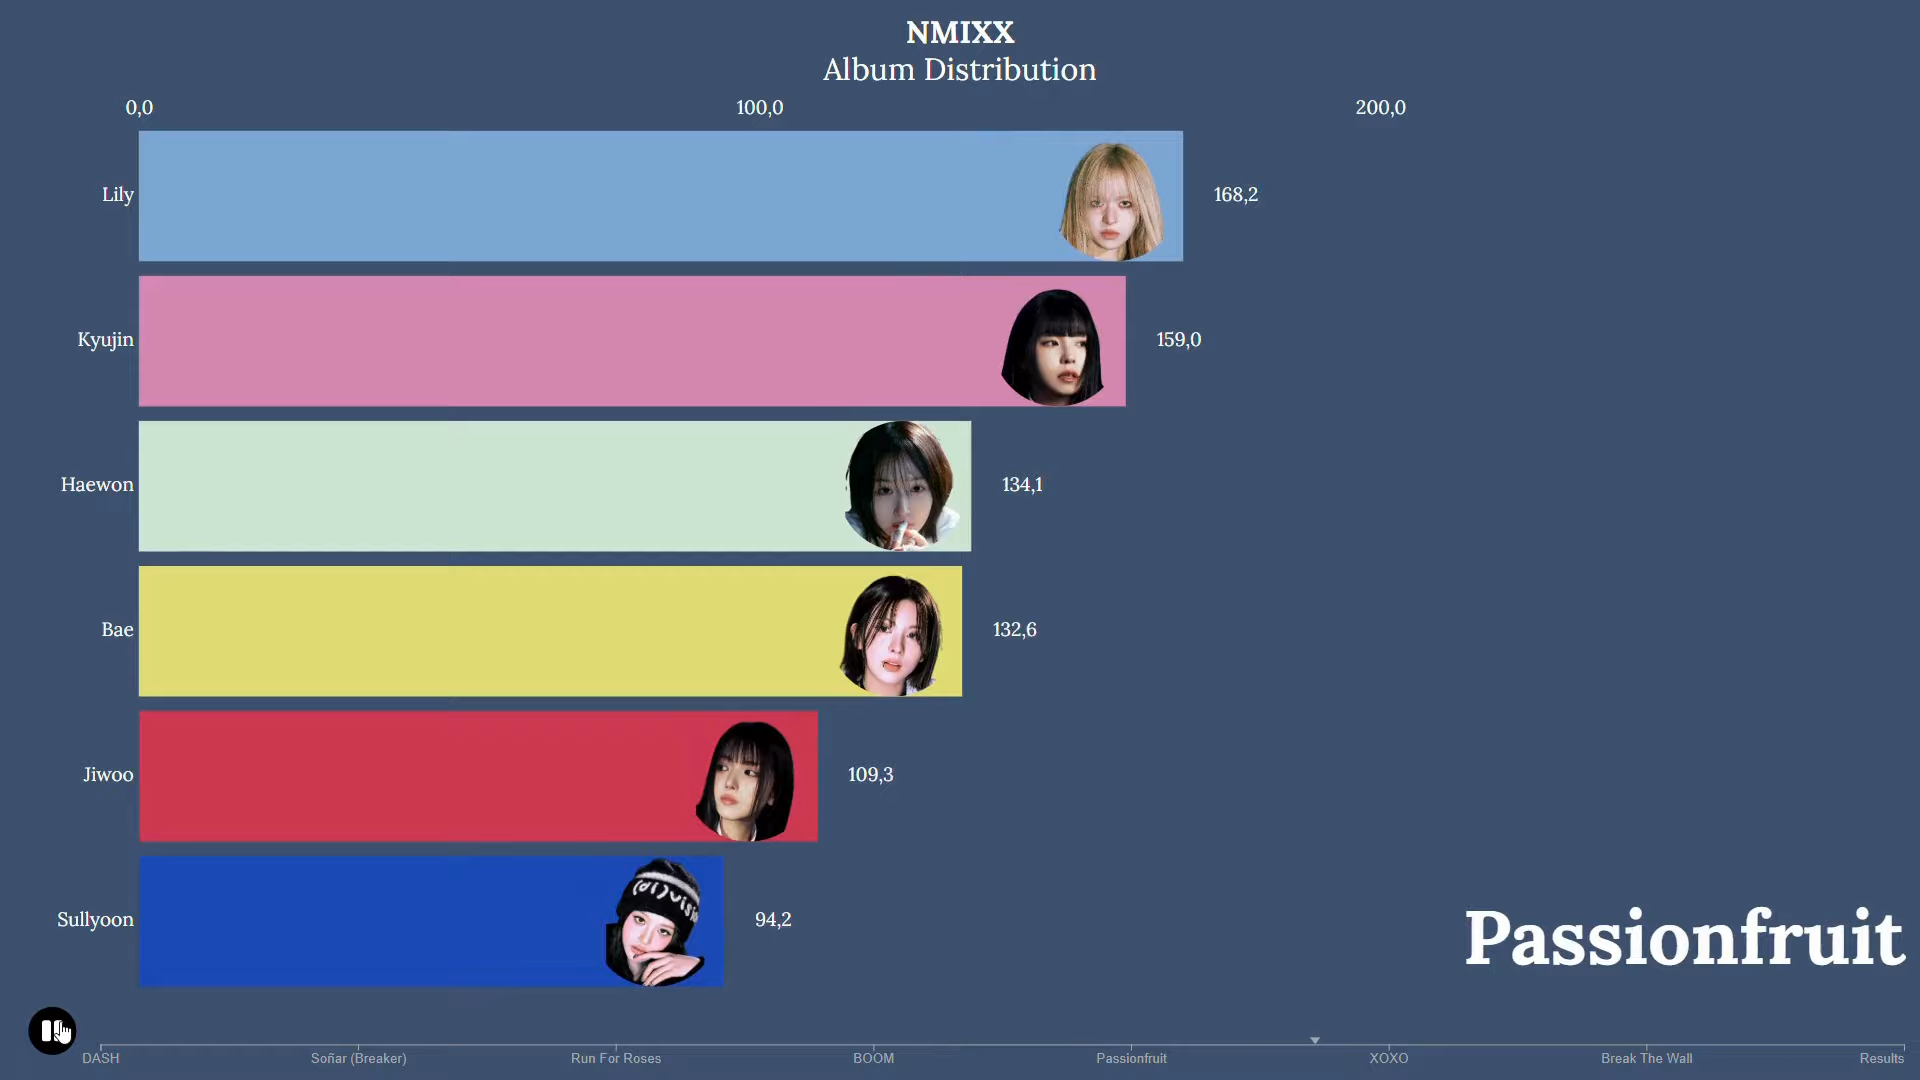 NMIXX
Album Distribution
0,0 100,0 200,0
Lily 168,2
Kyujin 159,0
Haewon 134,1
Bae 132,6
Jiwoo 109,3
Sullyoon 94,2
Passionfruit
DASH Soñar (Breaker) Run For Roses BOOM Passionfruit XOXO Break The Wall Results